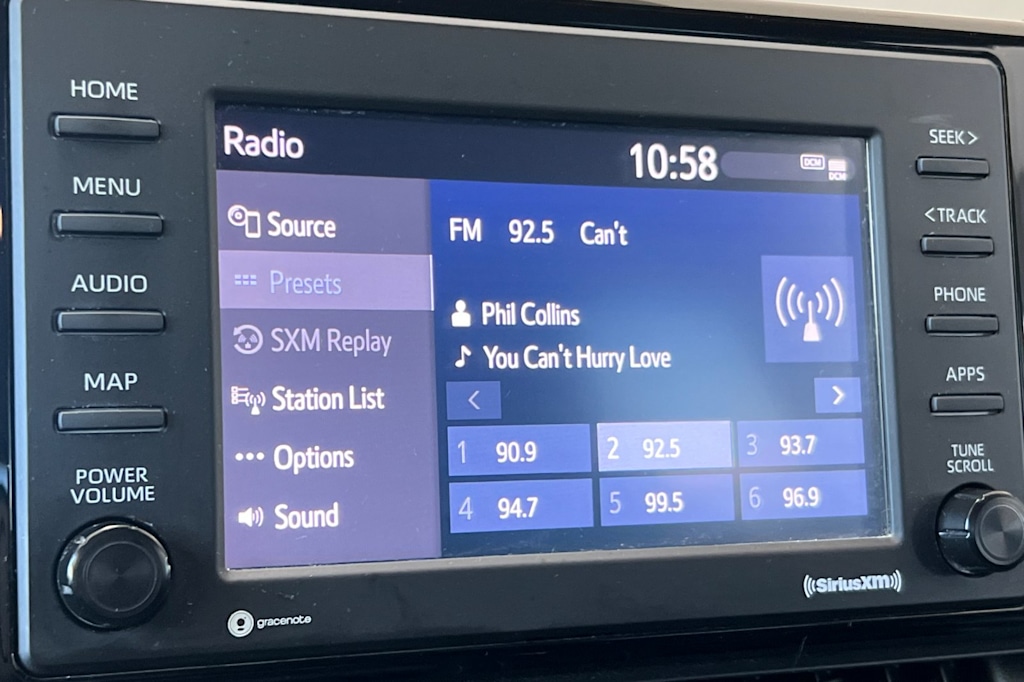 HOME
MENU
AUDIO
MAP
POWER
VOLUME
Radio
10:58
DCM
DCM
Source
Presets
SXM Replay
Station List
Options
Sound
FM 92.5 Can't
Phil Collins
You Can't Hurry Love
< >
1 90.9 2 92.5 3 93.7
4 94.7 5 99.5 6 96.9
SEEK >
< TRACK
PHONE
APPS
TUNE
SCROLL
gracenote
((SiriusXM))